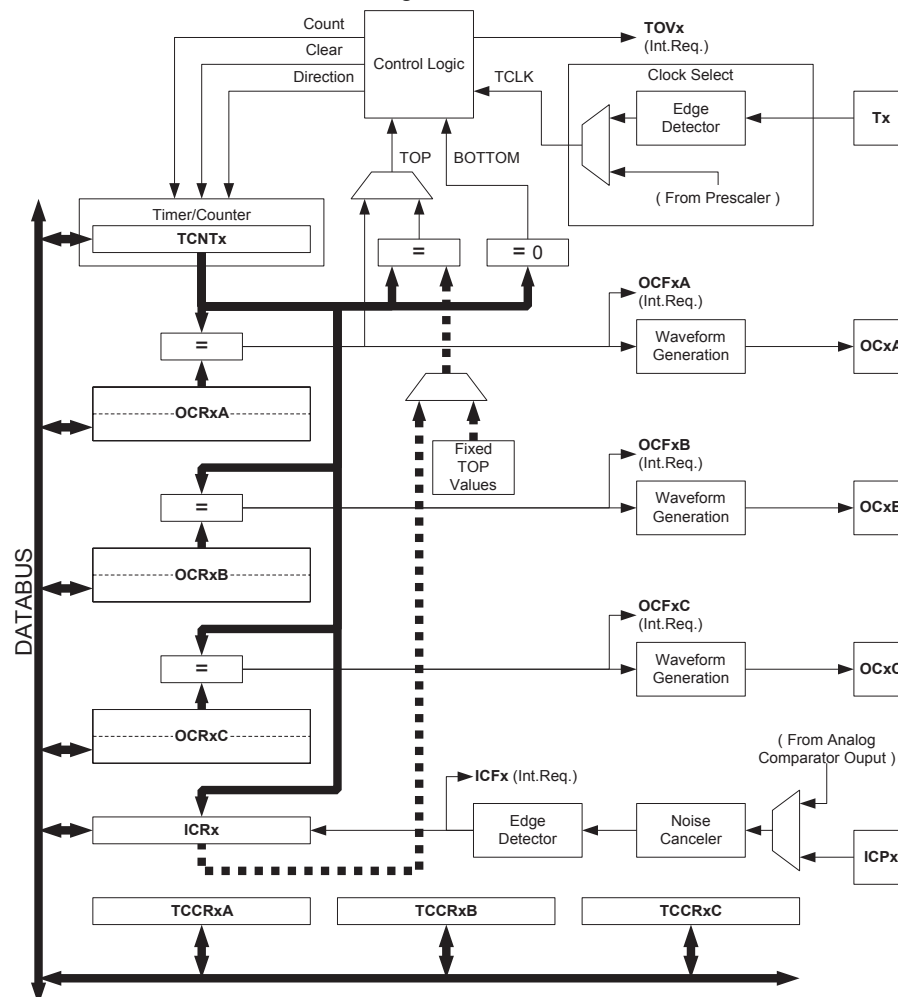 Count
Clear
Direction
Control Logic
TOVx
(Int.Req.)
Clock Select
TCLK
Edge
Detector
Tx
( From Prescaler )
TOP
BOTTOM
Timer/Counter
TCNTx
=
= 0
OCFxA
(Int.Req.)
=
Waveform
Generation
OCxA
OCRxA
Fixed
TOP
Values
OCFxB
(Int.Req.)
=
Waveform
Generation
OCxB
OCRxB
DATABUS
OCFxC
(Int.Req.)
=
Waveform
Generation
OCxC
OCRxC
( From Analog
Comparator Ouput )
ICFx (Int.Req.)
ICRx
Edge
Detector
Noise
Canceler
ICPx
TCCRxA
TCCRxB
TCCRxC